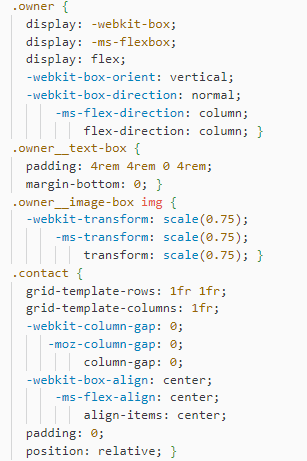 .owner {
display: -webkit-box;
display: -ms-flexbox;
display: flex;
-webkit-box-orient: vertical;
-webkit-box-direction: normal;
-ms-flex-direction: column;
flex-direction: column; }
.owner__text-box {
padding: 4rem 4rem 0 4rem;
margin-bottom: 0; }
.owner__image-box img {
-webkit-transform: scale(0.75);
-ms-transform: scale(0.75);
transform: scale(0.75); }
.contact {
grid-template-rows: 1fr 1fr;
grid-template-columns: 1fr;
-webkit-column-gap: 0;
-moz-column-gap: 0;
column-gap: 0;
-webkit-box-align: center;
-ms-flex-align: center;
align-items: center;
padding: 0;
position: relative; }